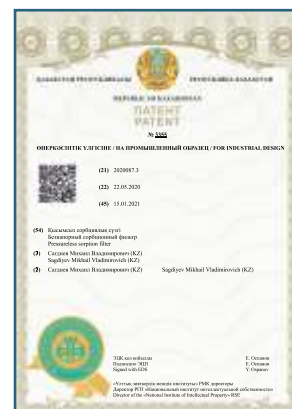 ҚАЗАҚСТАН РЕСПУБЛИКАСЫ РЕСПУБЛИКА КАЗАХСТАН
REPUBLIC OF KAZAKHSTAN
ПАТЕНТ
PATENT
№ 3355
ӨНЕРКӘСІПТІК ҮЛГІСІНЕ / НА ПРОМЫШЛЕННЫЙ ОБРАЗЕЦ / FOR INDUSTRIAL DESIGN
(21) 2020087.3
(22) 22.05.2020
(45) 15.01.2021
(54) Қысымсыз сорбциялық сүзгі
Безнапорный сорбционный фильтр
Pressureless sorption filter
(73) Сагдиев Михаил Владимирович (KZ)
Sagdiyev Mikhail Vladimirovich (KZ)
(72) Сагдиев Михаил Владимирович (KZ) Sagdiyev Mikhail Vladimirovich (KZ)
ЭЦҚ қол қойылды Е. Оспанов
Подписано ЭЦП Е. Оспанов
Signed with EDS Y. Ospanov
«Ұлттық зияткерлік меншік институты» РМК директоры
Директор РГП «Национальный институт интеллектуальной собственности»
Director of the «National Institute of Intellectual Property» RSE